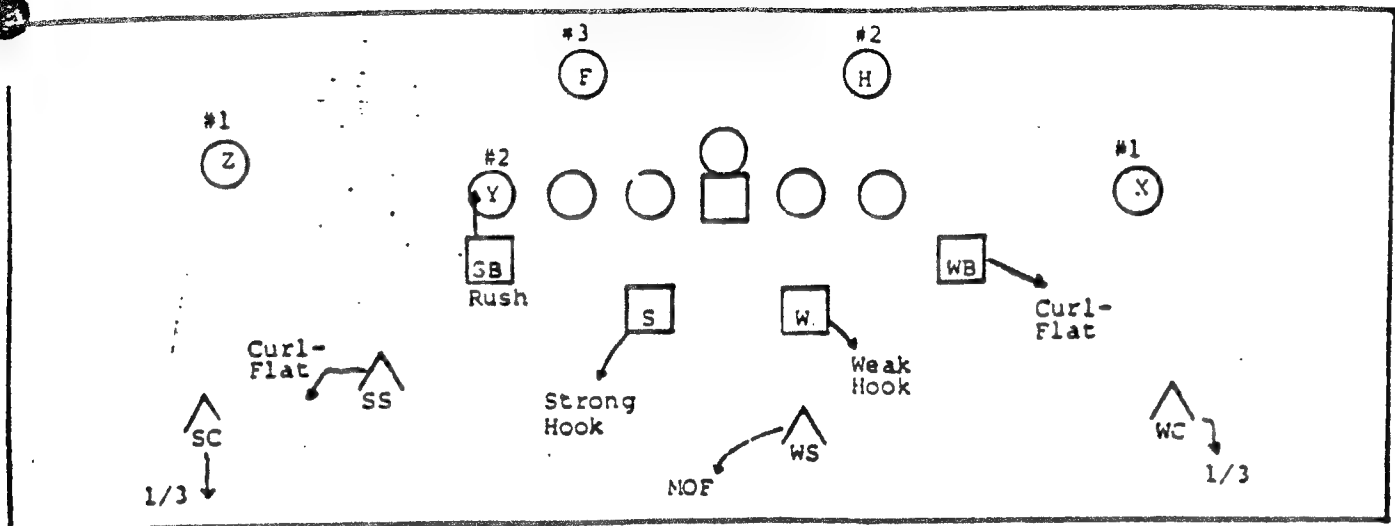 #3
#2
F
H
#1
Z
#2
#1
Y
X
SB
Rush
WB
S
W.
Curl-
Flat
Curl-
Flat
Weak
Hook
SS
Strong
Hook
SC
WS
WC
1/3
MOF
1/3